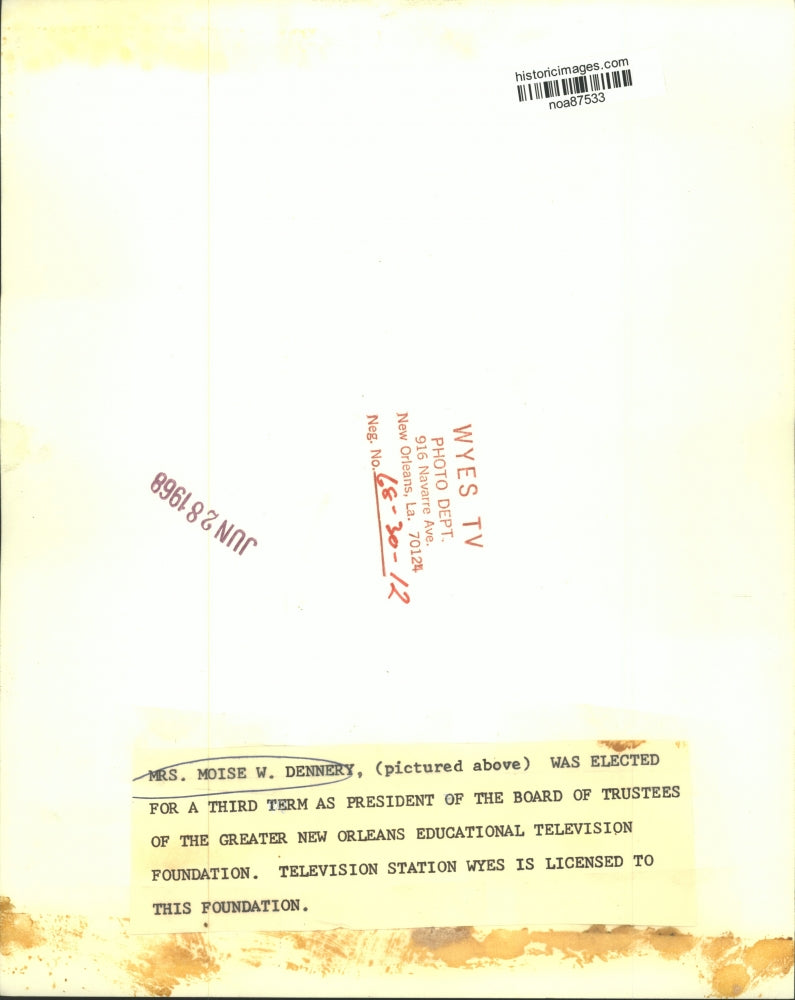 historicimages.com
noa87533
WYES TV
PHOTO DEPT.
916 Navarre Ave.
New Orleans, La. 70124
Neg. No. 68-30-12
JUN 28 1968
MRS. MOISE W. DENNERY, (pictured above) WAS ELECTED
FOR A THIRD TERM AS PRESIDENT OF THE BOARD OF TRUSTEES
OF THE GREATER NEW ORLEANS EDUCATIONAL TELEVISION
FOUNDATION. TELEVISION STATION WYES IS LICENSED TO
THIS FOUNDATION.